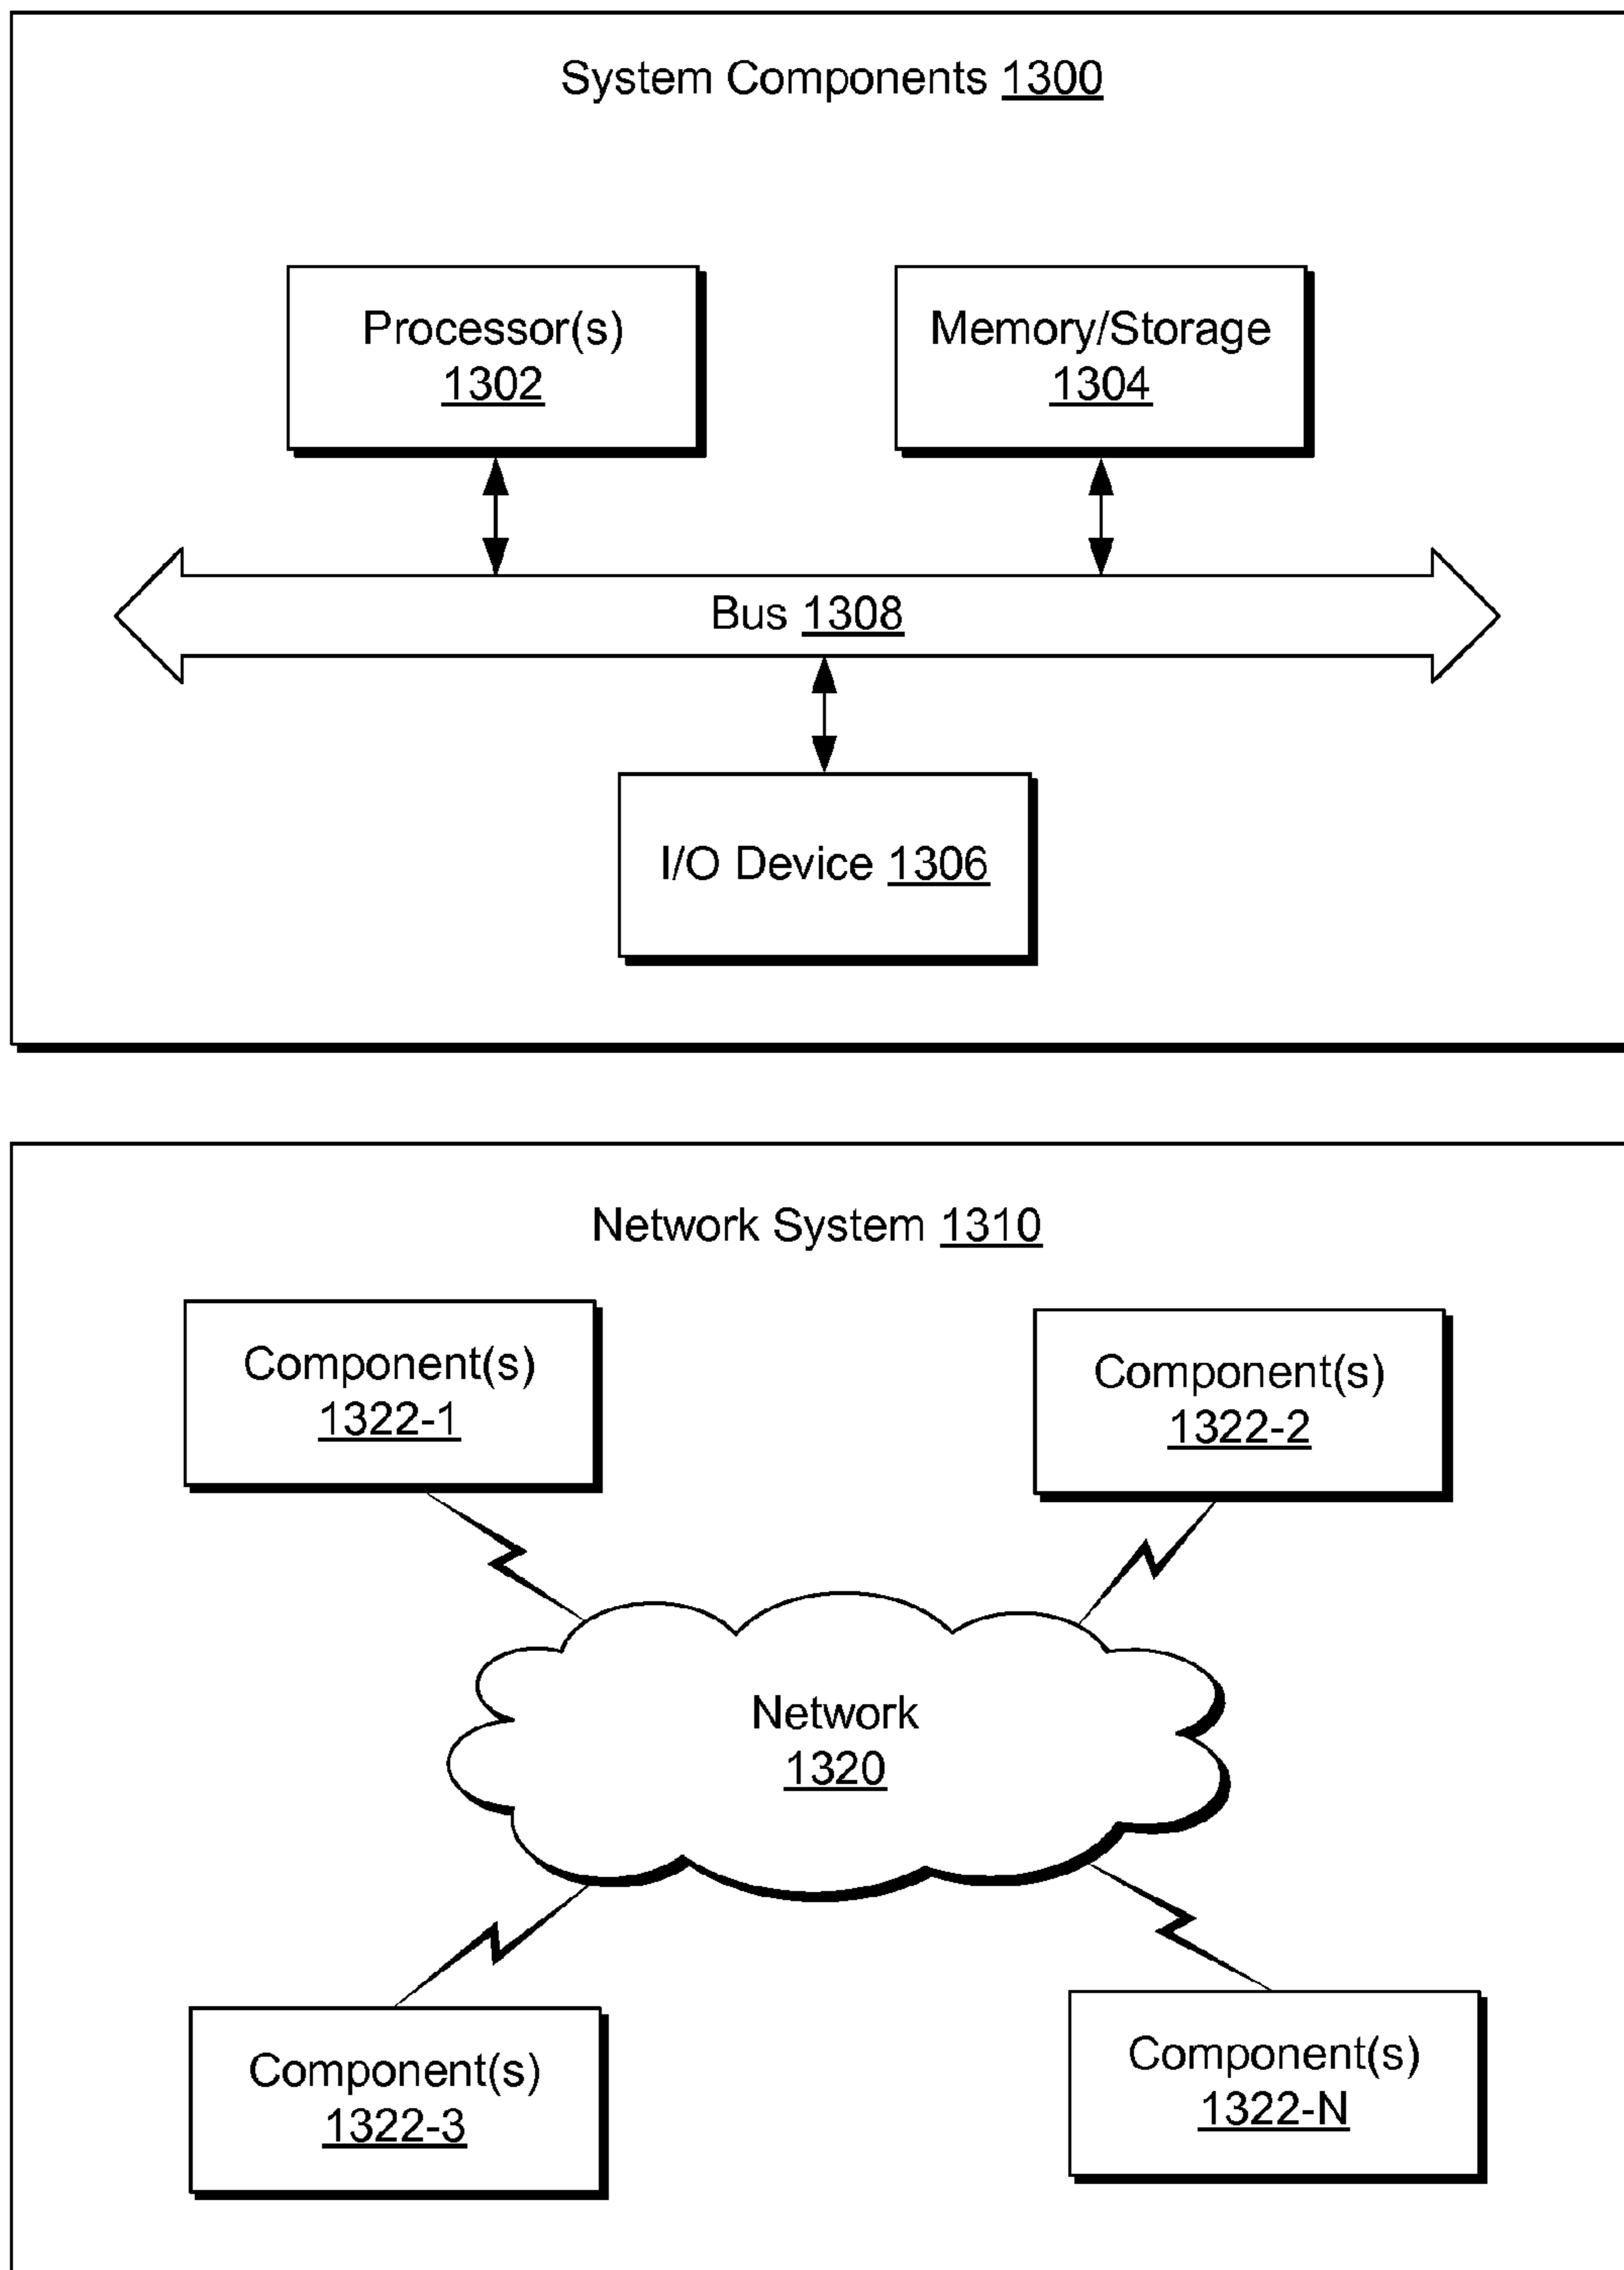 System Components 1300
Processor(s)
1302
Memory/Storage
1304
Bus 1308
I/O Device 1306
Network System 1310
Component(s)
1322-1
Component(s)
1322-2
Network
1320
Component(s)
1322-3
Component(s)
1322-N